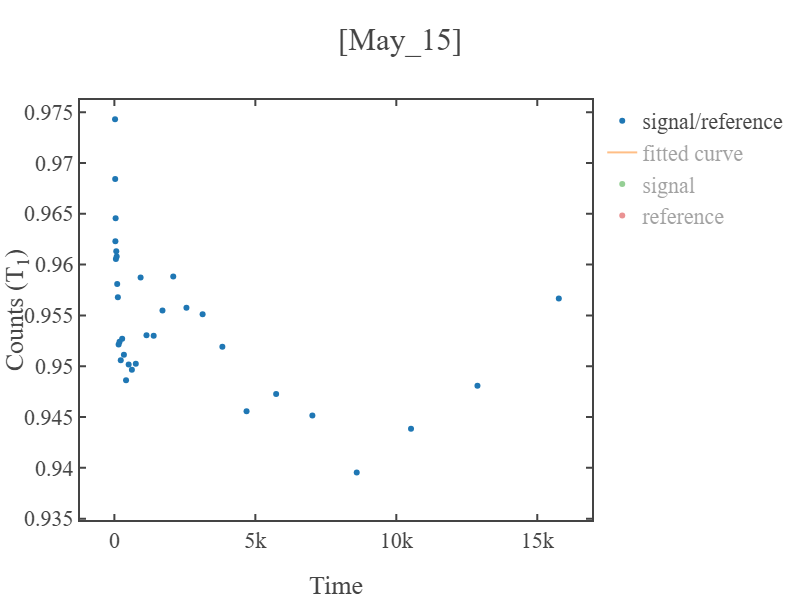 [May_15]
0.975
0.97
0.965
0.96
0.955
0.95
0.945
0.94
0.935
Counts (T1)
0
5k
10k
15k
Time
signal/reference
fitted curve
signal
reference